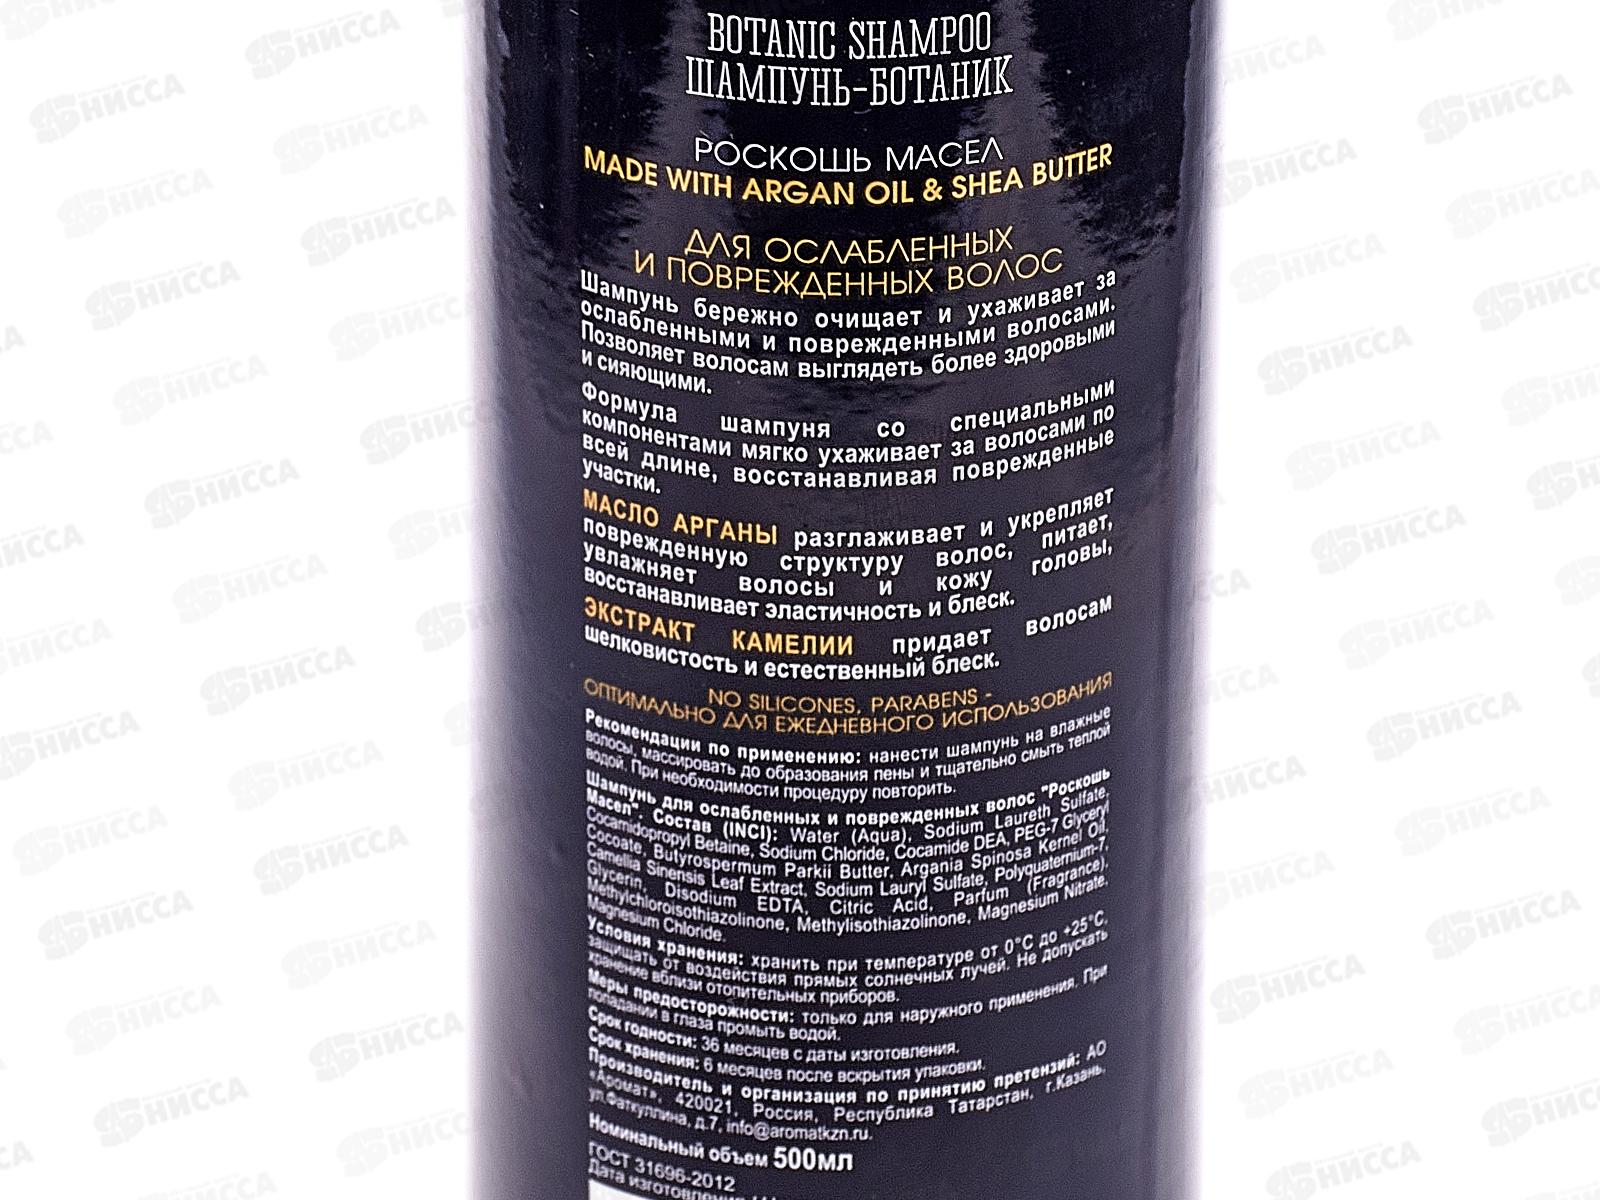 BOTANIC SHAMPOO
ШАМПУНЬ-БОТАНИК
РОСКОШЬ МАСЕЛ
MADE WITH ARGAN OIL & SHEA BUTTER
ДЛЯ ОСЛАБЛЕННЫХ
И ПОВРЕЖДЕННЫХ ВОЛОС
Шампунь бережно очищает и ухаживает за
ослабленными и поврежденными волосами.
Позволяет волосам выглядеть более здоровыми
и сияющими.
Формула шампуня со специальными
компонентами мягко ухаживает за волосами по
всей длине, восстанавливая поврежденные
участки.
МАСЛО АРГАНЫ разглаживает и укрепляет
поврежденную структуру волос, питает,
увлажняет волосы и кожу головы,
восстанавливает эластичность и блеск.
ЭКСТРАКТ КАМЕЛИИ придает волосам
шелковистость и естественный блеск.
NO SILICONES, PARABENS -
ОПТИМАЛЬНО ДЛЯ ЕЖЕДНЕВНОГО ИСПОЛЬЗОВАНИЯ
Рекомендации по применению: нанести шампунь на влажные
волосы, массировать до образования пены и тщательно смыть теплой
водой. При необходимости процедуру повторить.
Шампунь для ослабленных и поврежденных волос "Роскошь
Масел". Состав (INCI): Water (Aqua), Sodium Laureth Sulfate,
Cocamidopropyl Betaine, Sodium Chloride, Cocamide DEA, PEG-7 Glyceryl
Cocoate, Butyrospermum Parkii Butter, Argania Spinosa Kernel Oil,
Camellia Sinensis Leaf Extract, Sodium Lauryl Sulfate, Polyquaternium-7,
Glycerin, Disodium EDTA, Citric Acid, Parfum (Fragrance),
Methylchloroisothiazolinone, Methylisothiazolinone, Magnesium Nitrate,
Magnesium Chloride.
Условия хранения: хранить при температуре от 0°С до +25°С,
защищать от воздействия прямых солнечных лучей. Не допускать
хранение вблизи отопительных приборов.
Меры предосторожности: только для наружного применения. При
попадании в глаза промыть водой.
Срок годности: 36 месяцев с даты изготовления.
Срок хранения: 6 месяцев после вскрытия упаковки.
Производитель и организация по принятию претензий: АО
«Аромат», 420021, Россия, Республика Татарстан, г.Казань,
ул.Фаткуллина, д.7, info@aromatkzn.ru.
Номинальный объем 500мл
ГОСТ 31696-2012
Дата изготовления